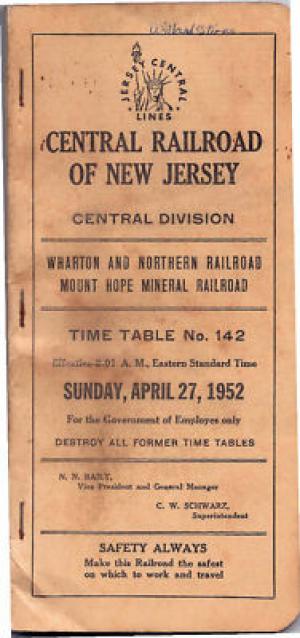 JERSEY CENTRAL
LINES
CENTRAL RAILROAD
OF NEW JERSEY
CENTRAL DIVISION
WHARTON AND NORTHERN RAILROAD
MOUNT HOPE MINERAL RAILROAD
TIME TABLE No. 142
Effective 2.01 A. M., Eastern Standard Time
SUNDAY, APRIL 27, 1952
For the Government of Employes only
DESTROY ALL FORMER TIME TABLES
N. N. BAILY,
Vice President and General Manager
C. W. SCHWARZ,
Superintendent
SAFETY ALWAYS
Make this Railroad the safest
on which to work and travel